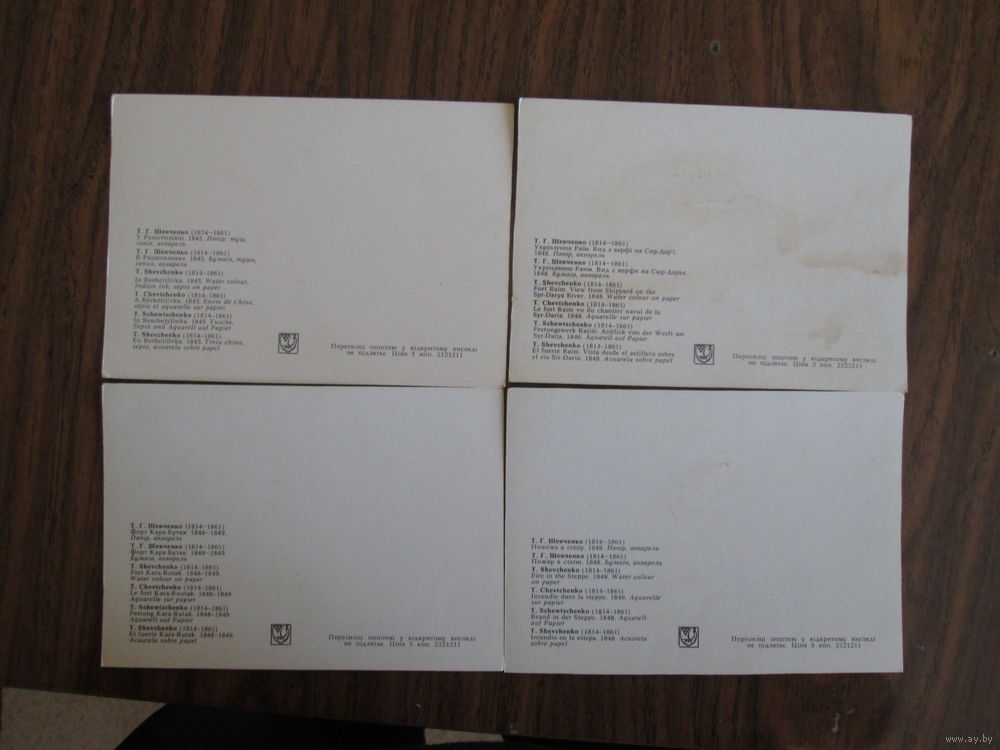 Т. Г. Шевченко (1814—1861)
У Решетилівці. 1845. Папір, туш,
сепія, акварель
Т. Г. Шевченко (1814—1861)
В Решетиловке. 1845. Бумага, тушь,
сепия, акварель
T. Shevchenko (1814—1861)
In Reshetilivka. 1845. Water colour,
Indian ink, sepia on paper
T. Chevtchenko (1814—1861)
A Réchétilivka. 1845. Encre de Chine,
sépia et aquarelle sur papier
T. Schewtschenko (1814—1861)
In Reschetyliwka. 1845. Tusche,
Sepia und Aquarell auf Papier
T. Shevchenko (1814—1861)
En Reshetilivka. 1845. Tinta china,
sepia, acuarela sobre papel
Пересилці поштою у відкритому вигляді
не підлягає. Ціна 5 коп. 2121211
Т. Г. Шевченко (1814—1861)
Укріплення Раїм. Вид з верфі на Сир-Дар'ї.
1848. Папір, акварель
Т. Г. Шевченко (1814—1861)
Укрепление Раим. Вид с верфи на Сыр-Дарье.
1848. Бумага, акварель
T. Shevchenko (1814—1861)
Fort Raim. View from Shipyard on the
Syr-Darya River. 1848. Water colour on paper
T. Chevtchenko (1814—1861)
Le fort Raïm vu du chantier naval de la
Syr-Daria. 1848. Aquarelle sur papier
T. Schewtschenko (1814—1861)
Festungswerk Raiim. Anblick von der Werft am
Syr-Darja. 1846. Aquarell auf Papier
T. Shevchenko (1814—1861)
El fuerte Raim. Vista desde el astillero sobre
el río Sir-Daria. 1848. Acuarela sobre papel
Пересилці поштою у відкритому вигляді
не підлягає. Ціна 5 коп. 2121211
Т. Г. Шевченко (1814—1861)
Форт Кара-Бутак. 1848—1849.
Папір, акварель
Т. Г. Шевченко (1814—1861)
Форт Кара-Бутак. 1848—1849.
Бумага, акварель
T. Shevchenko (1814—1861)
Fort Kara-Butak. 1848—1849.
Water colour on paper
T. Chevtchenko (1814—1861)
Le fort Kara-Boutak. 1848—1849.
Aquarelle sur papier
T. Schewtschenko (1814—1861)
Festung Kara-Butak. 1848—1849.
Aquarell auf Papier
T. Shevchenko (1814—1861)
El fuerte Kara-Butak. 1848—1849.
Acuarela sobre papel
Пересилці поштою у відкритому вигляді
не підлягає. Ціна 5 коп. 2121211
Т. Г. Шевченко (1814—1861)
Пожежа в степу. 1848. Папір, акварель
Т. Г. Шевченко (1814—1861)
Пожар в степи. 1848. Бумага, акварель
T. Shevchenko (1814—1861)
Fire in the Steppe. 1848. Water colour
on paper
T. Chevtchenko (1814—1861)
Incendie dans la steppe. 1848. Aquarelle
sur papier
T. Schewtschenko (1814—1861)
Brand in der Steppe. 1848. Aquarell
auf Papier
T. Shevchenko (1814—1861)
Incendio en la estepa. 1848. Acuarela
sobre papel
Пересилці поштою у відкритому вигляді
не підлягає. Ціна 5 коп. 2121211
www.ay.by